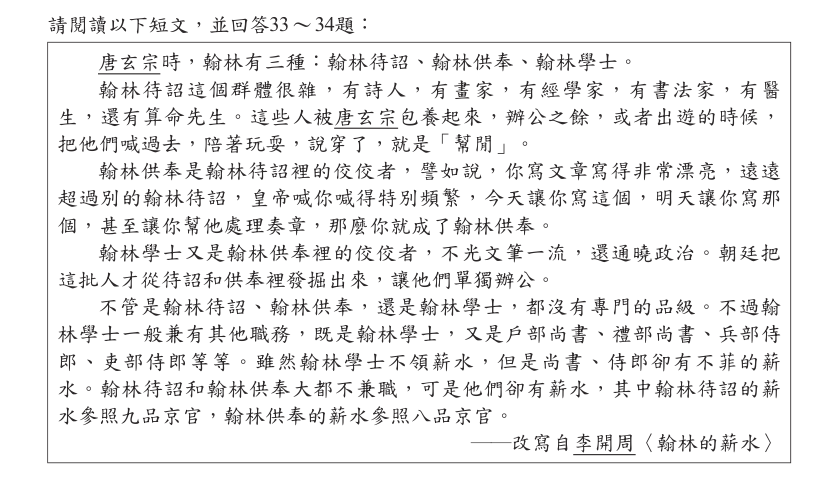 請閱讀以下短文，並回答33～34題：
唐玄宗時，翰林有三種：翰林待詔、翰林供奉、翰林學士。
翰林待詔這個群體很雜，有詩人，有畫家，有經學家，有書法家，有醫
生，還有算命先生。這些人被唐玄宗包養起來，辦公之餘，或者出遊的時候，
把他們喊過去，陪著玩耍，說穿了，就是「幫閒」。
翰林供奉是翰林待詔裡的佼佼者，譬如說，你寫文章寫得非常漂亮，遠遠
超過別的翰林待詔，皇帝喊你喊得特別頻繁，今天讓你寫這個，明天讓你寫那
個，甚至讓你幫他處理奏章，那麼你就成了翰林供奉。
翰林學士又是翰林供奉裡的佼佼者，不光文筆一流，還通曉政治。朝廷把
這批人才從待詔和供奉裡發掘出來，讓他們單獨辦公。
不管是翰林待詔、翰林供奉，還是翰林學士，都沒有專門的品級。不過翰
林學士一般兼有其他職務，既是翰林學士，又是戶部尚書、禮部尚書、兵部侍
郎、吏部侍郎等等。雖然翰林學士不領薪水，但是尚書、侍郎卻有不菲的薪
水。翰林待詔和翰林供奉大都不兼職，可是他們卻有薪水，其中翰林待詔的薪
水參照九品京官，翰林供奉的薪水參照八品京官。
——改寫自李開周〈翰林的薪水〉